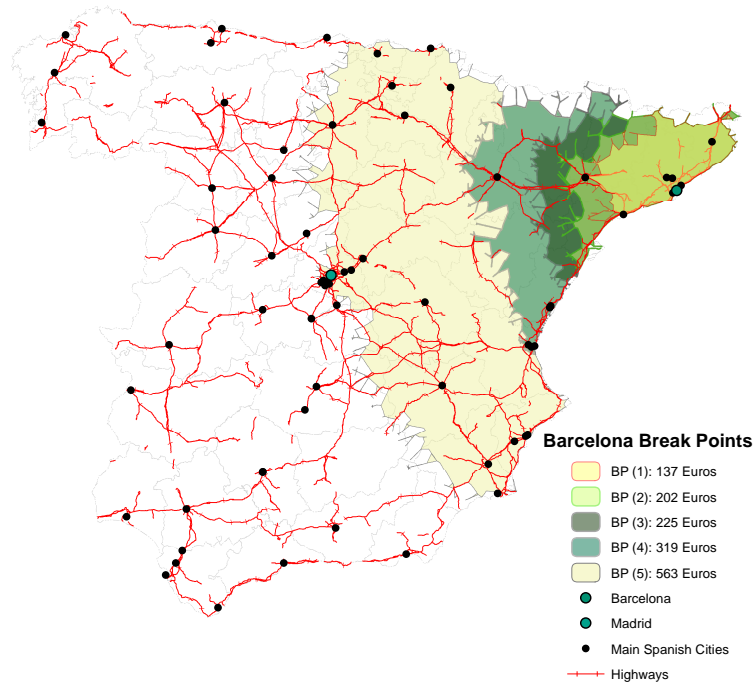 Barcelona Break Points
BP (1): 137 Euros
BP (2): 202 Euros
BP (3): 225 Euros
BP (4): 319 Euros
BP (5): 563 Euros
Barcelona
Madrid
Main Spanish Cities
Highways